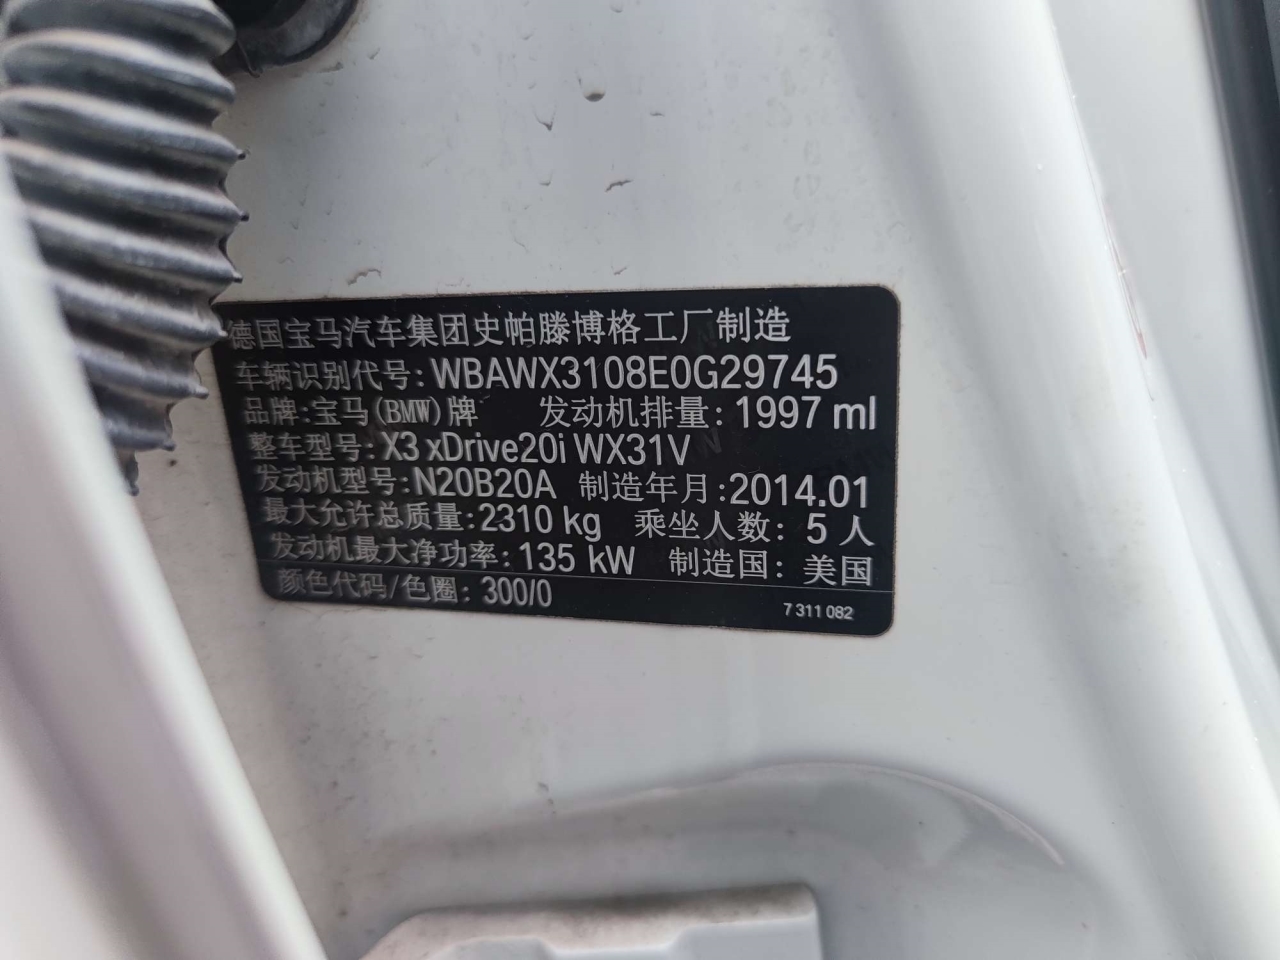 德国宝马汽车集团史帕滕博格工厂制造
车辆识别代号: WBAWX3108E0G29745
品牌: 宝马(BMW)牌 发动机排量: 1997 ml
整车型号: X3 xDrive20i WX31V
发动机型号: N20B20A 制造年月: 2014.01
最大允许总质量: 2310 kg 乘坐人数: 5 人
发动机最大净功率: 135 kW 制造国: 美国
颜色代码/色圈: 300/0
7 311 082